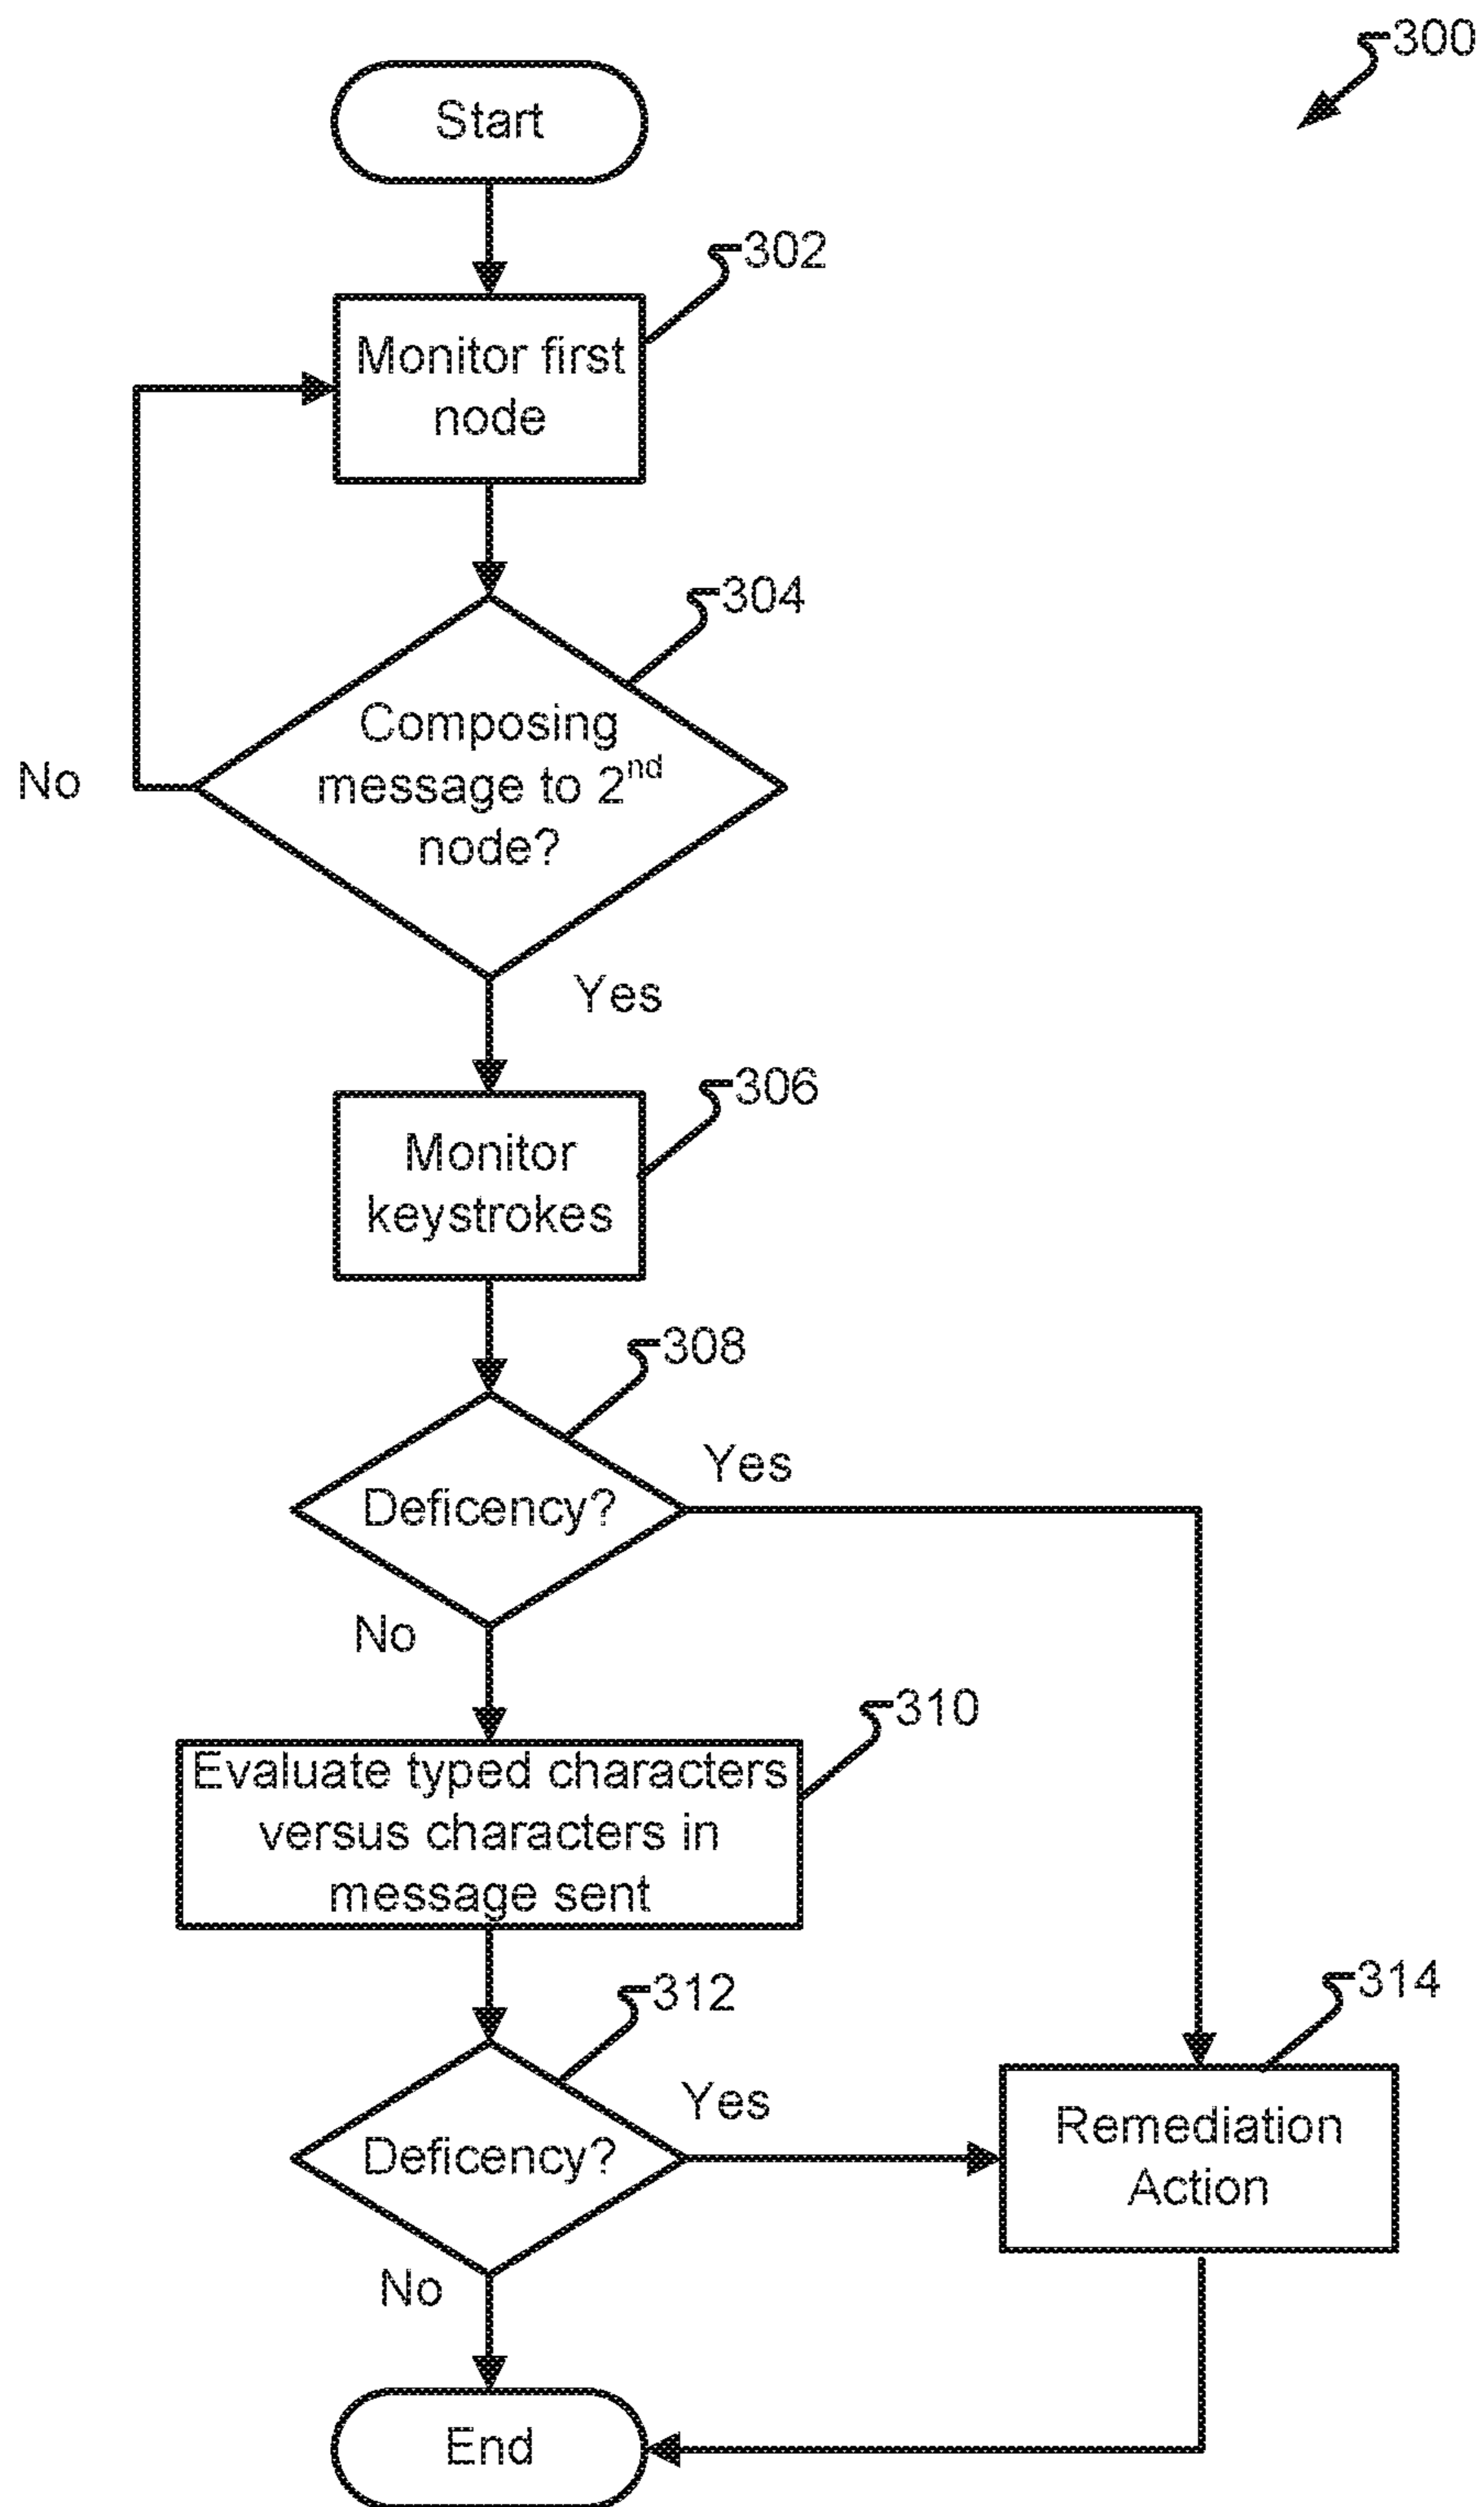 300
Start
302
Monitor first
node
304
Composing
message to 2nd
node?
No
Yes
306
Monitor
keystrokes
308
Deficency?
Yes
No
310
Evaluate typed characters
versus characters in
message sent
312
Deficency?
Yes
314
Remediation
Action
No
End